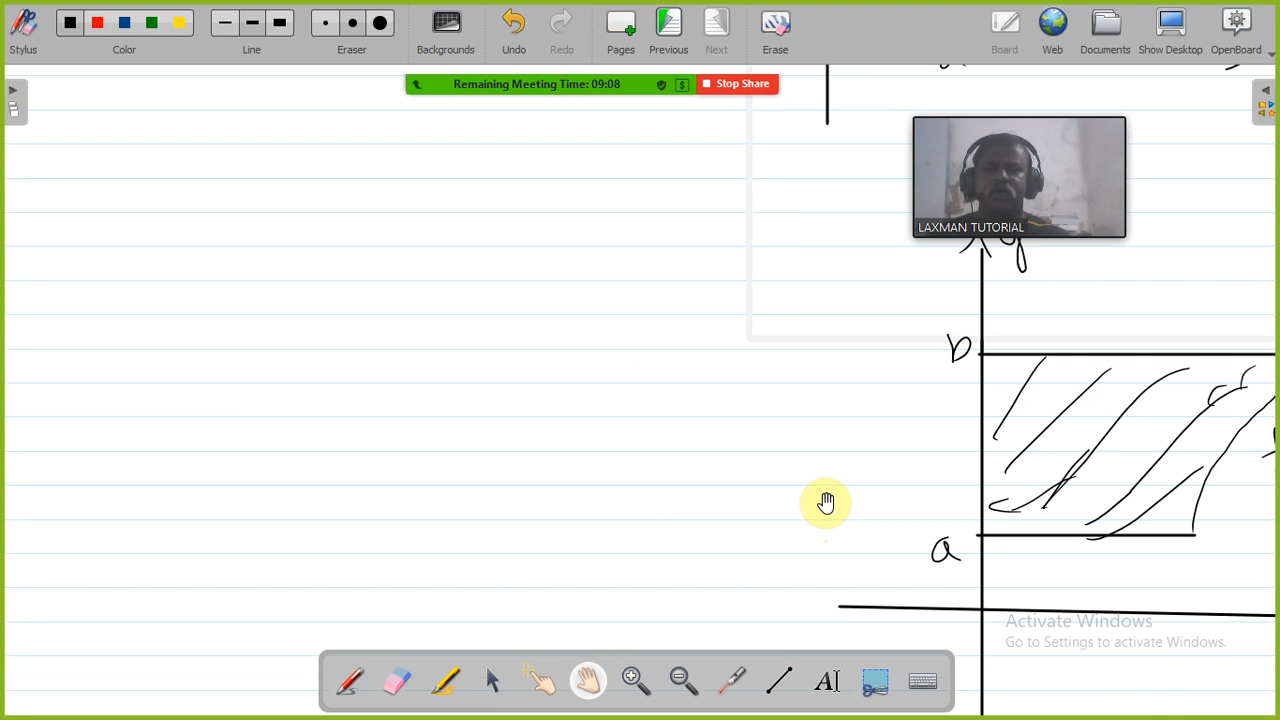 Stylus Color Line Eraser Backgrounds Undo Redo Pages Previous Next Erase Board Web Documents Show Desktop OpenBoard
Remaining Meeting Time: 09:08 $ Stop Share
LAXMAN TUTORIAL
y
b
a
Activate Windows
Go to Settings to activate Windows.
AI